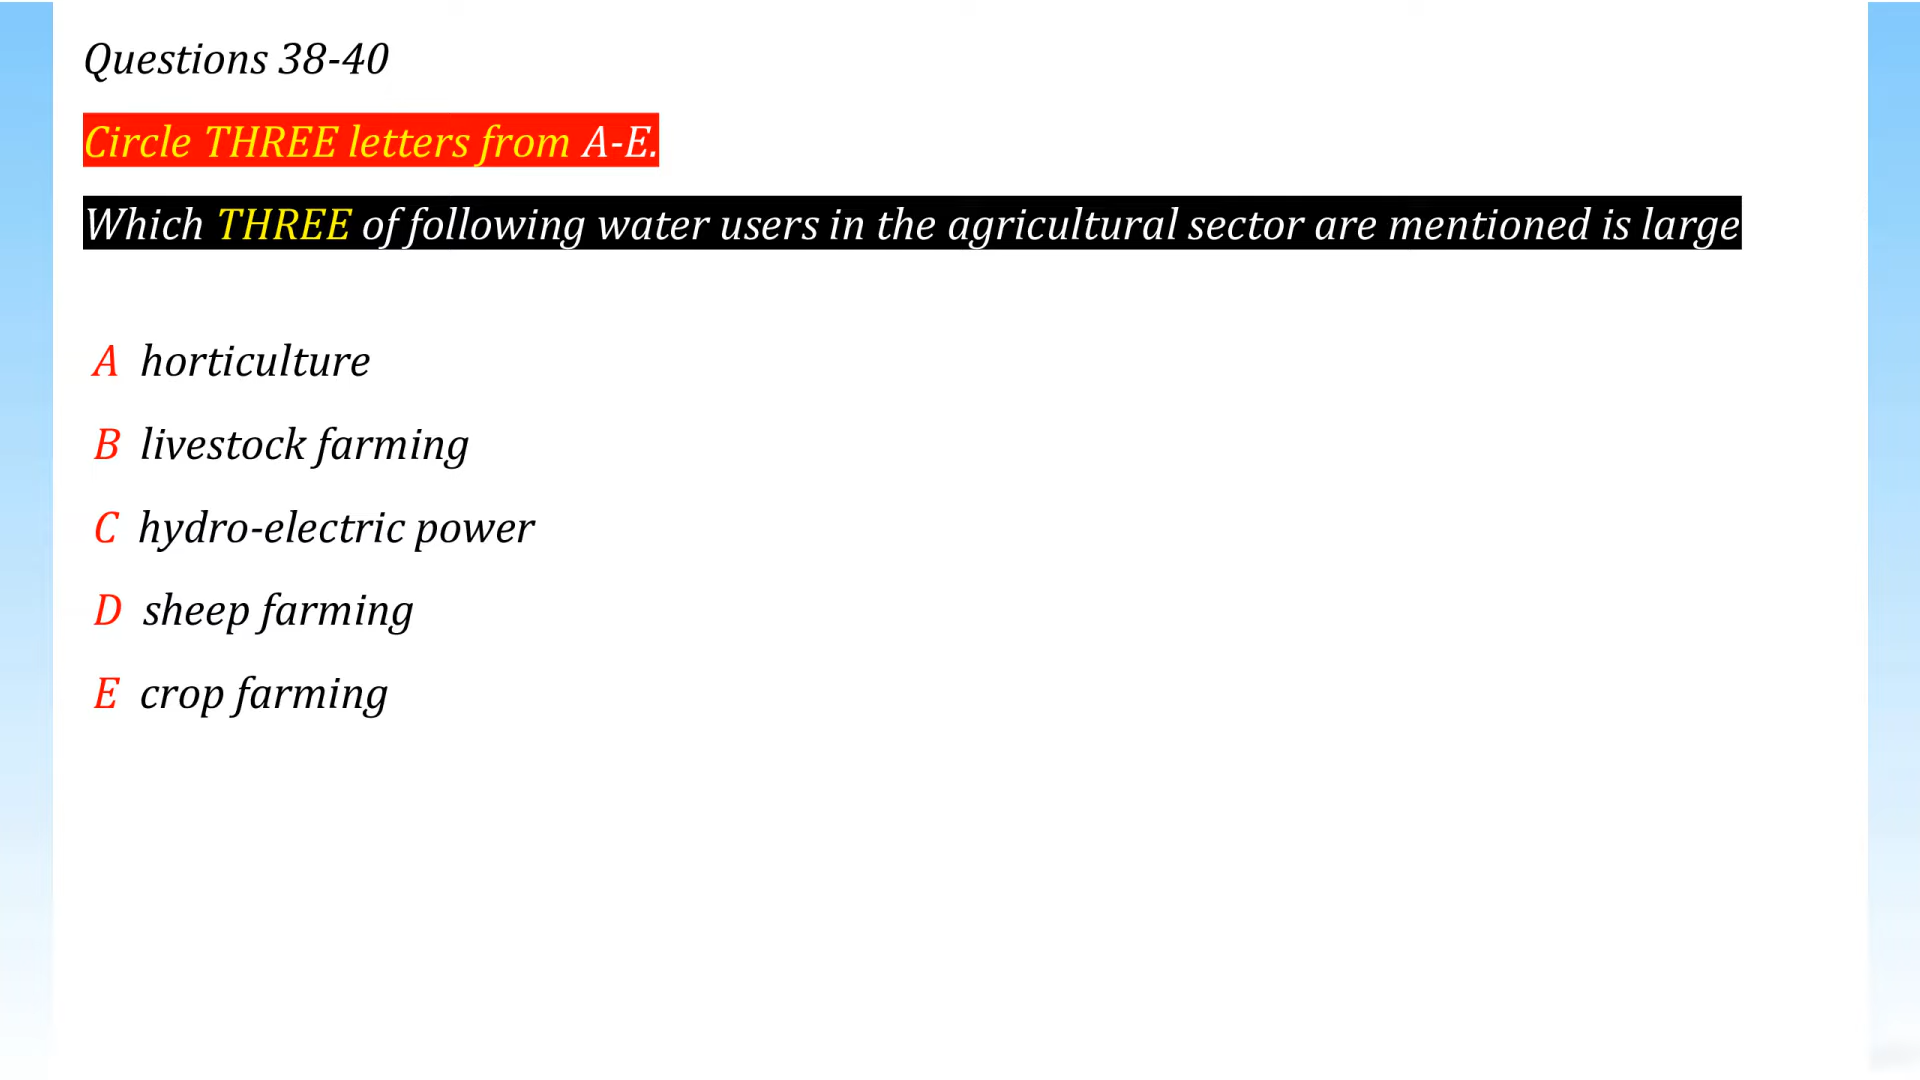 Questions 38-40
Circle THREE letters from A-E.
Which THREE of following water users in the agricultural sector are mentioned is large
A horticulture
B livestock farming
C hydro-electric power
D sheep farming
E crop farming